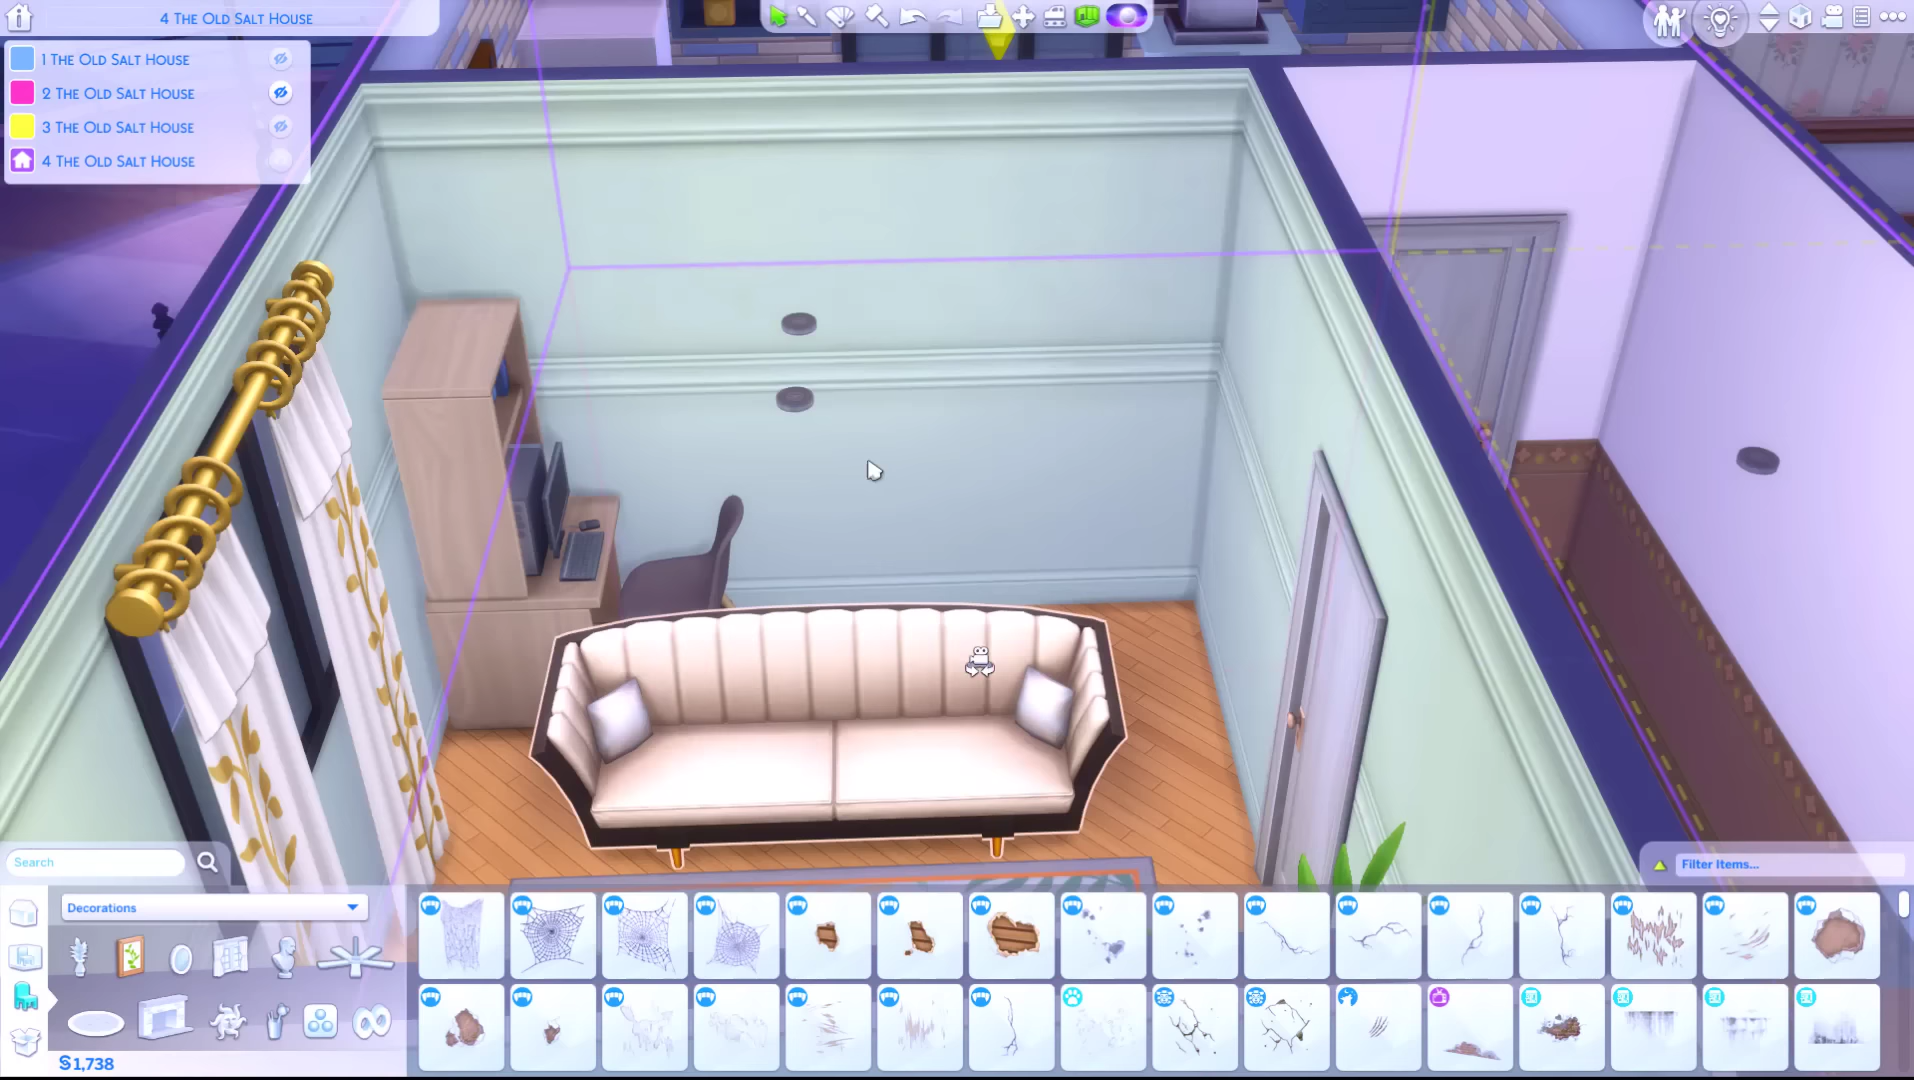 4 The Old Salt House
1 The Old Salt House
2 The Old Salt House
3 The Old Salt House
4 The Old Salt House
Search
Filter Items...
Decorations
§1,738